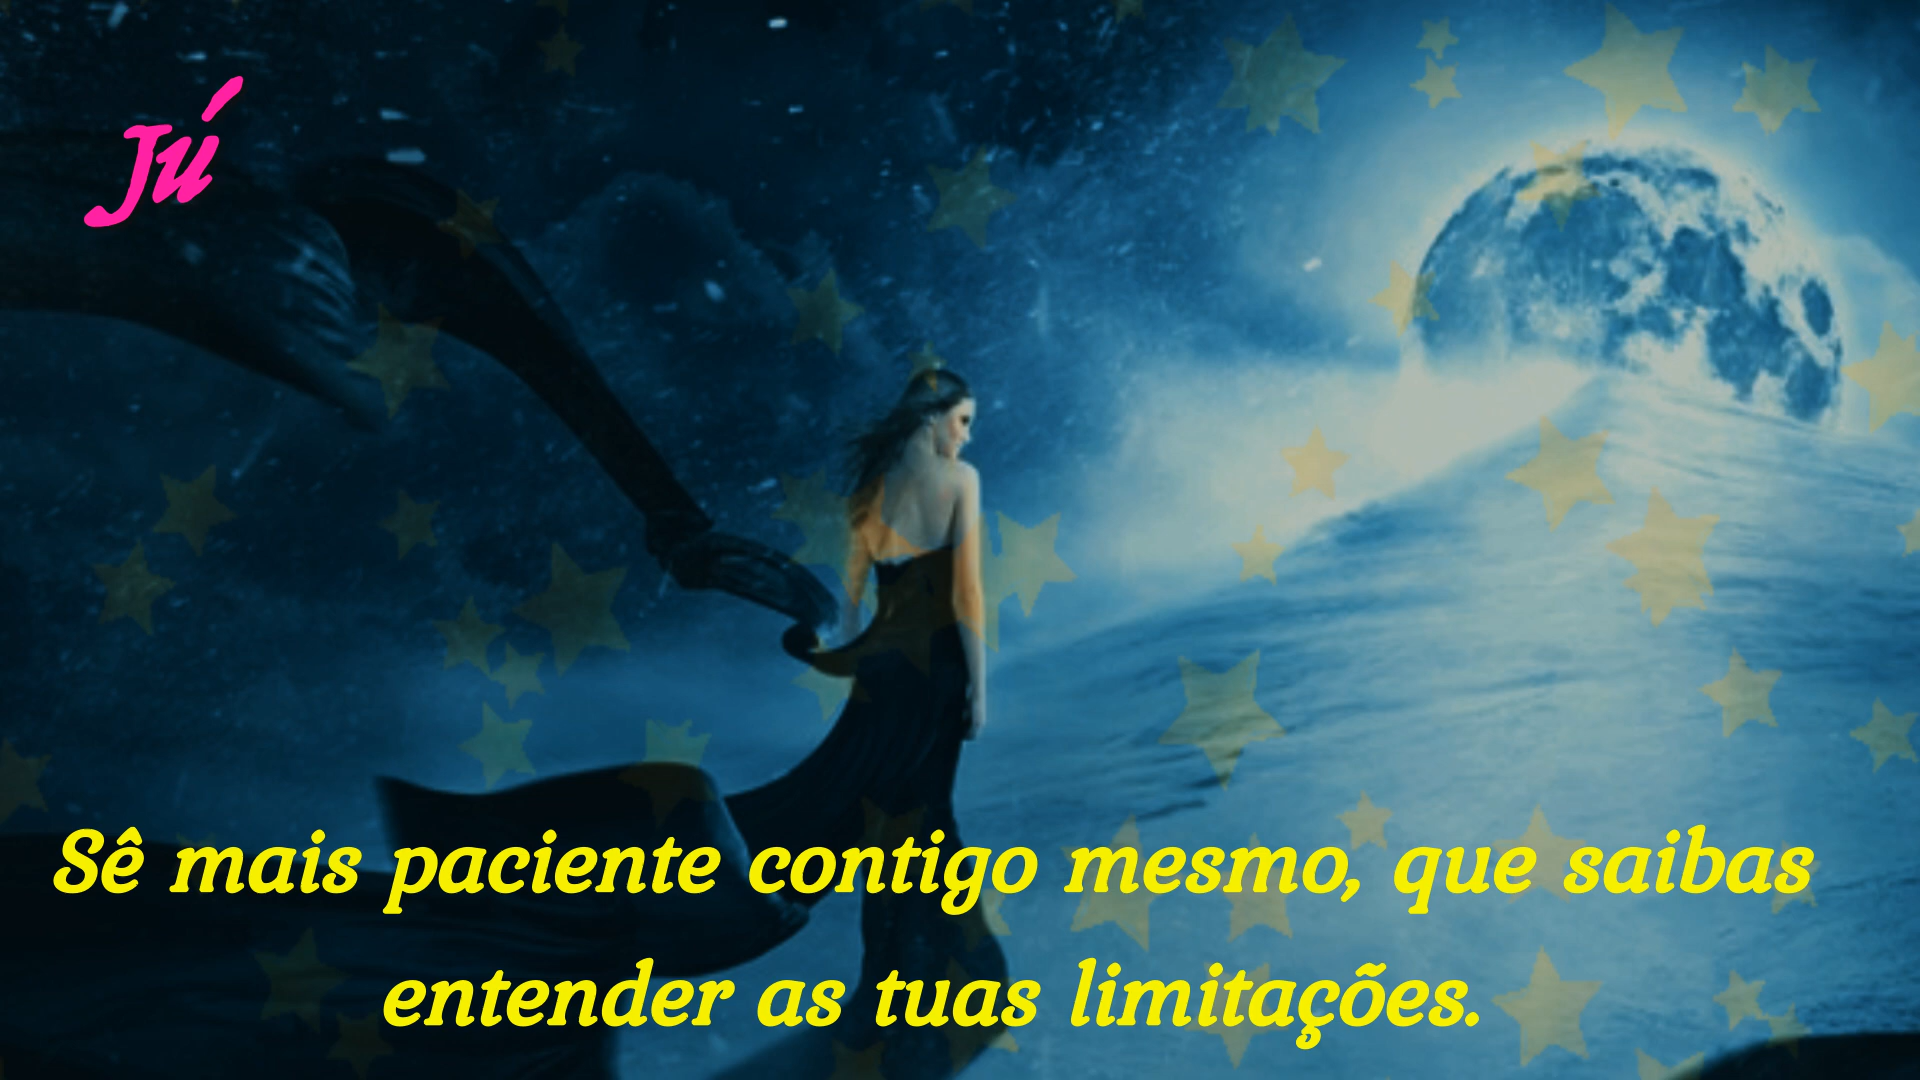 Jú
Sê mais paciente contigo mesmo, que saibas
entender as tuas limitações.